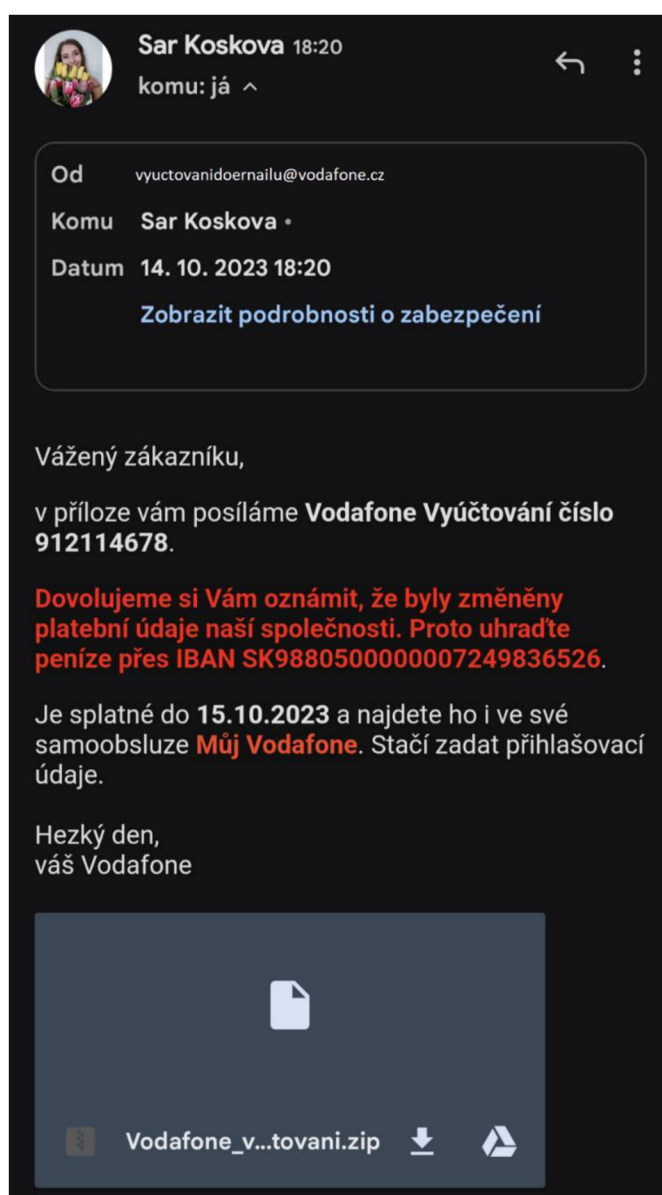 Sar Koskova 18:20
komu: já
Od vyuctovanidoernailu@vodafone.cz
Komu Sar Koskova •
Datum 14. 10. 2023 18:20
Zobrazit podrobnosti o zabezpečení
Vážený zákazníku,
v příloze vám posíláme Vodafone Vyúčtování číslo
912114678.
Dovolujeme si Vám oznámit, že byly změněny
platební údaje naší společnosti. Proto uhraďte
peníze přes IBAN SK9880500000007249836526.
Je splatné do 15.10.2023 a najdete ho i ve své
samoobsluze Můj Vodafone. Stačí zadat přihlašovací
údaje.
Hezký den,
váš Vodafone
Vodafone_v...tovani.zip